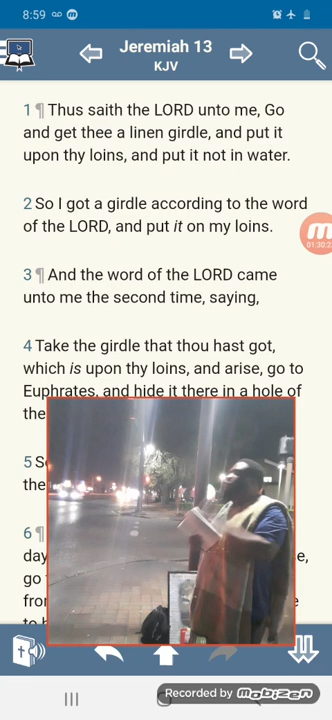 8:59
Jeremiah 13
KJV
1 ¶ Thus saith the LORD unto me, Go
and get thee a linen girdle, and put it
upon thy loins, and put it not in water.
2 So I got a girdle according to the word
of the LORD, and put it on my loins.
3 ¶ And the word of the LORD came
unto me the second time, saying,
01:30:2
4 Take the girdle that thou hast got,
which is upon thy loins, and arise, go to
Euphrates, and hide it there in a hole of
the
5 So
the
6 ¶
day
e,
go
from
e
to h
Recorded by mobizen